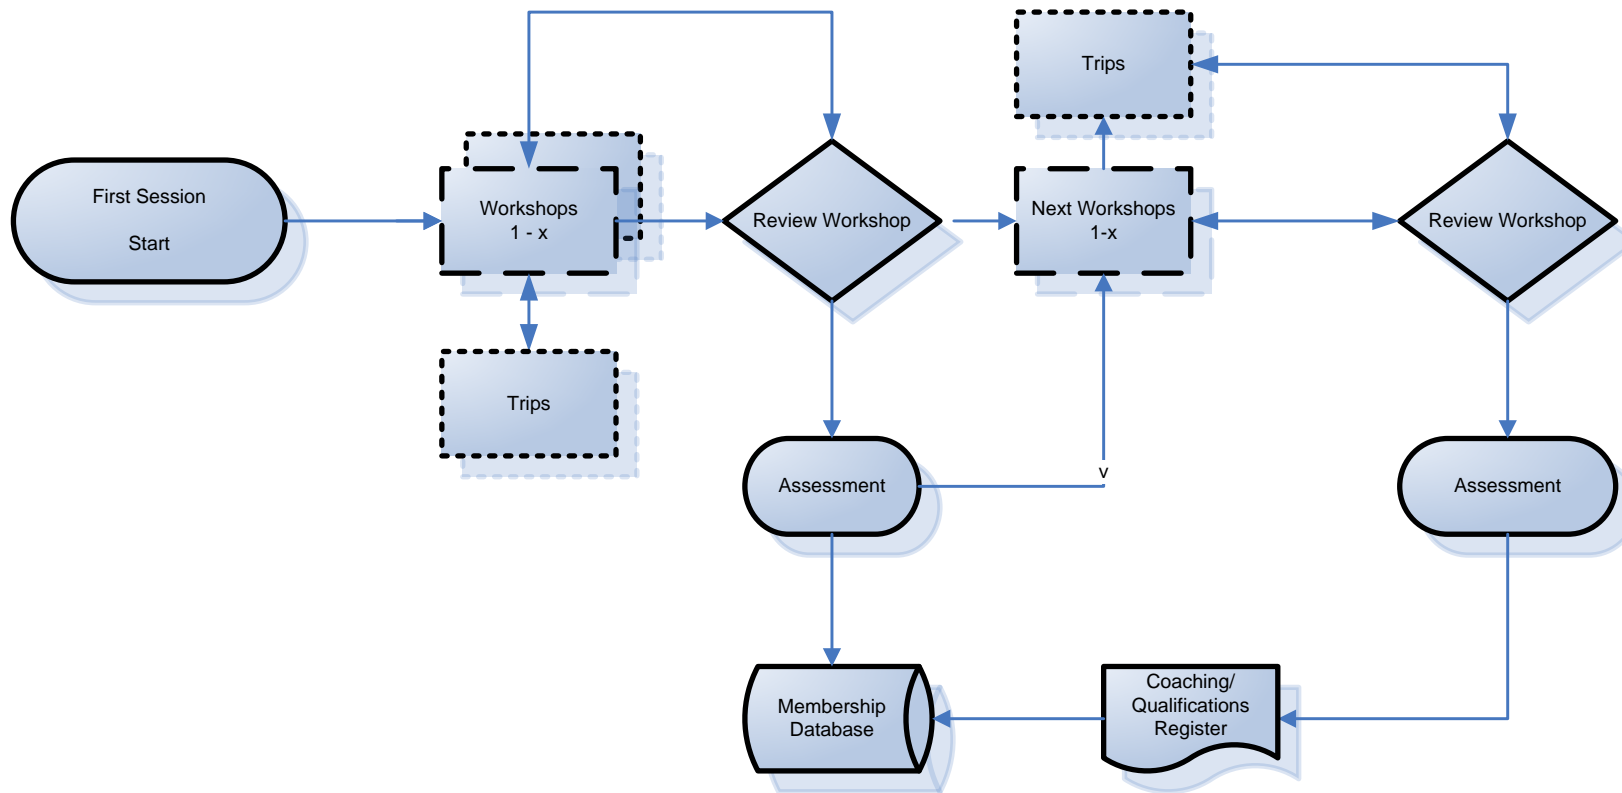 First Session
Start
Workshops
1 - x
Trips
Review Workshop
Trips
Next Workshops
1-x
Review Workshop
Assessment
v
Assessment
Membership
Database
Coaching/
Qualifications
Register